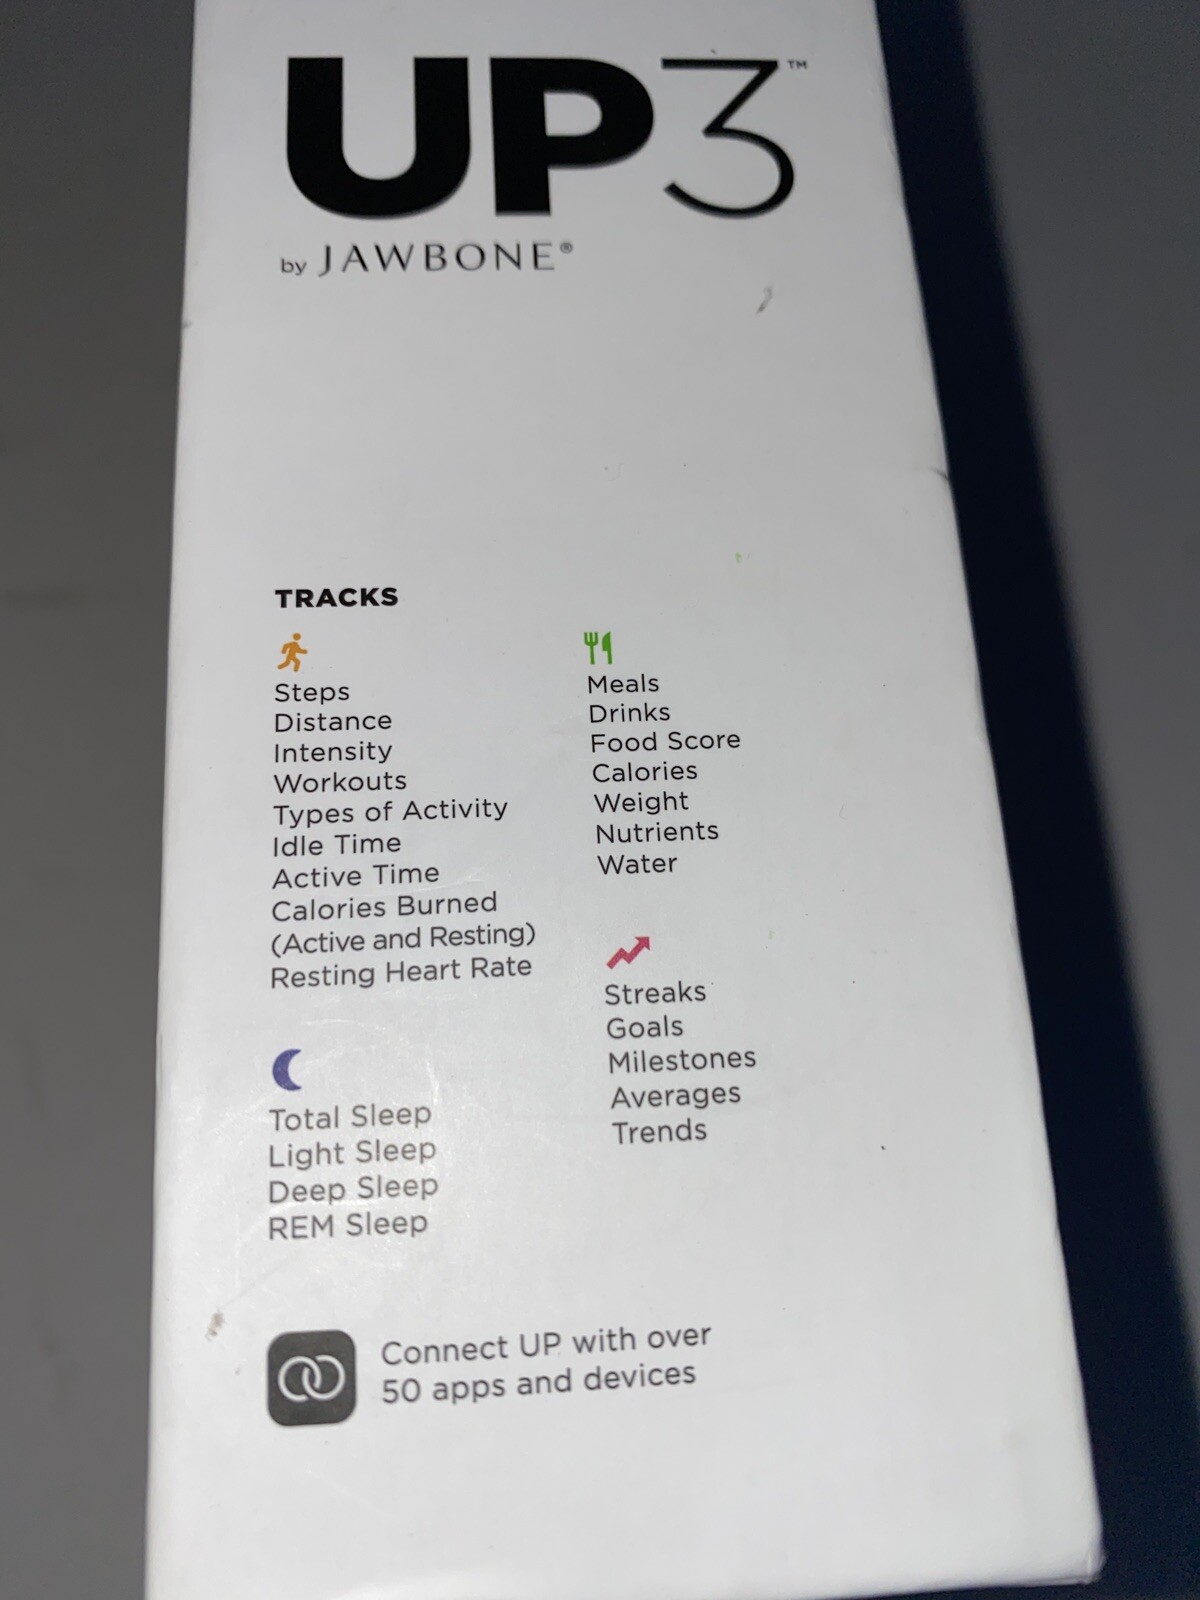 UP3™
by JAWBONE®
TRACKS
Steps
Distance
Intensity
Workouts
Types of Activity
Idle Time
Active Time
Calories Burned
(Active and Resting)
Resting Heart Rate
Total Sleep
Light Sleep
Deep Sleep
REM Sleep
Meals
Drinks
Food Score
Calories
Weight
Nutrients
Water
Streaks
Goals
Milestones
Averages
Trends
Connect UP with over
50 apps and devices